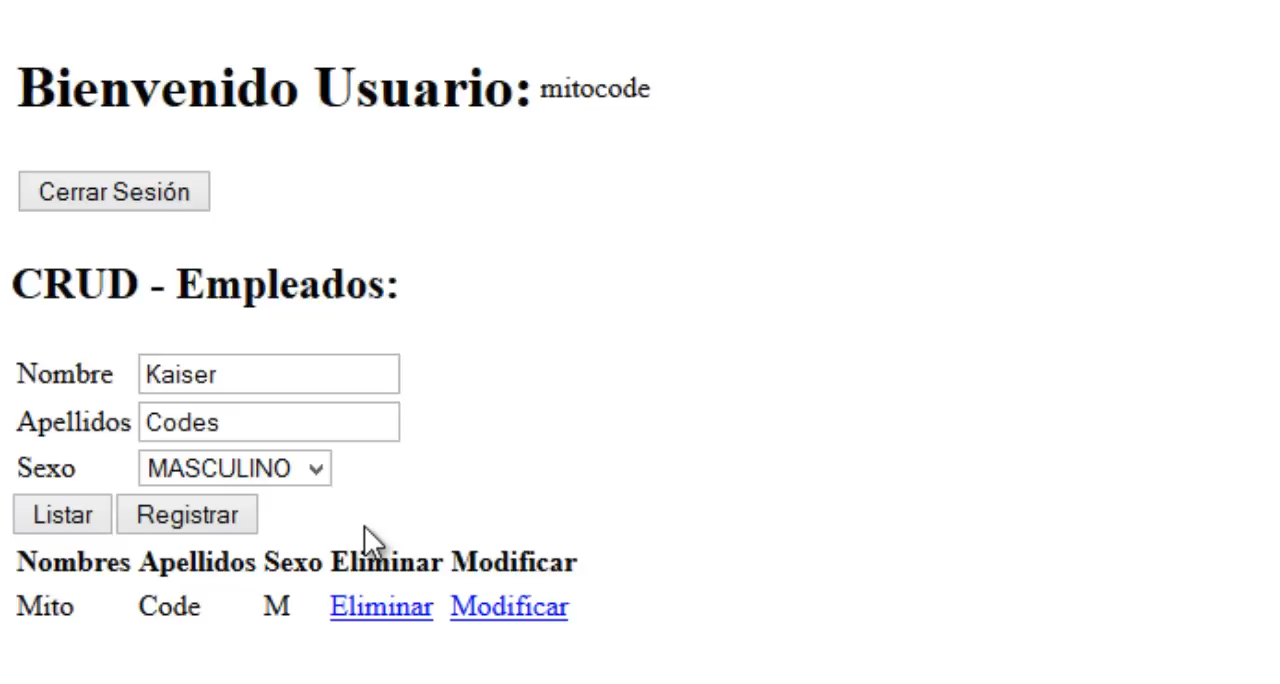 Bienvenido Usuario: mitocode
Cerrar Sesión
CRUD - Empleados:
Nombre Kaiser
Apellidos Codes
Sexo MASCULINO
Listar Registrar
Nombres Apellidos Sexo Eliminar Modificar
Mito Code M Eliminar Modificar